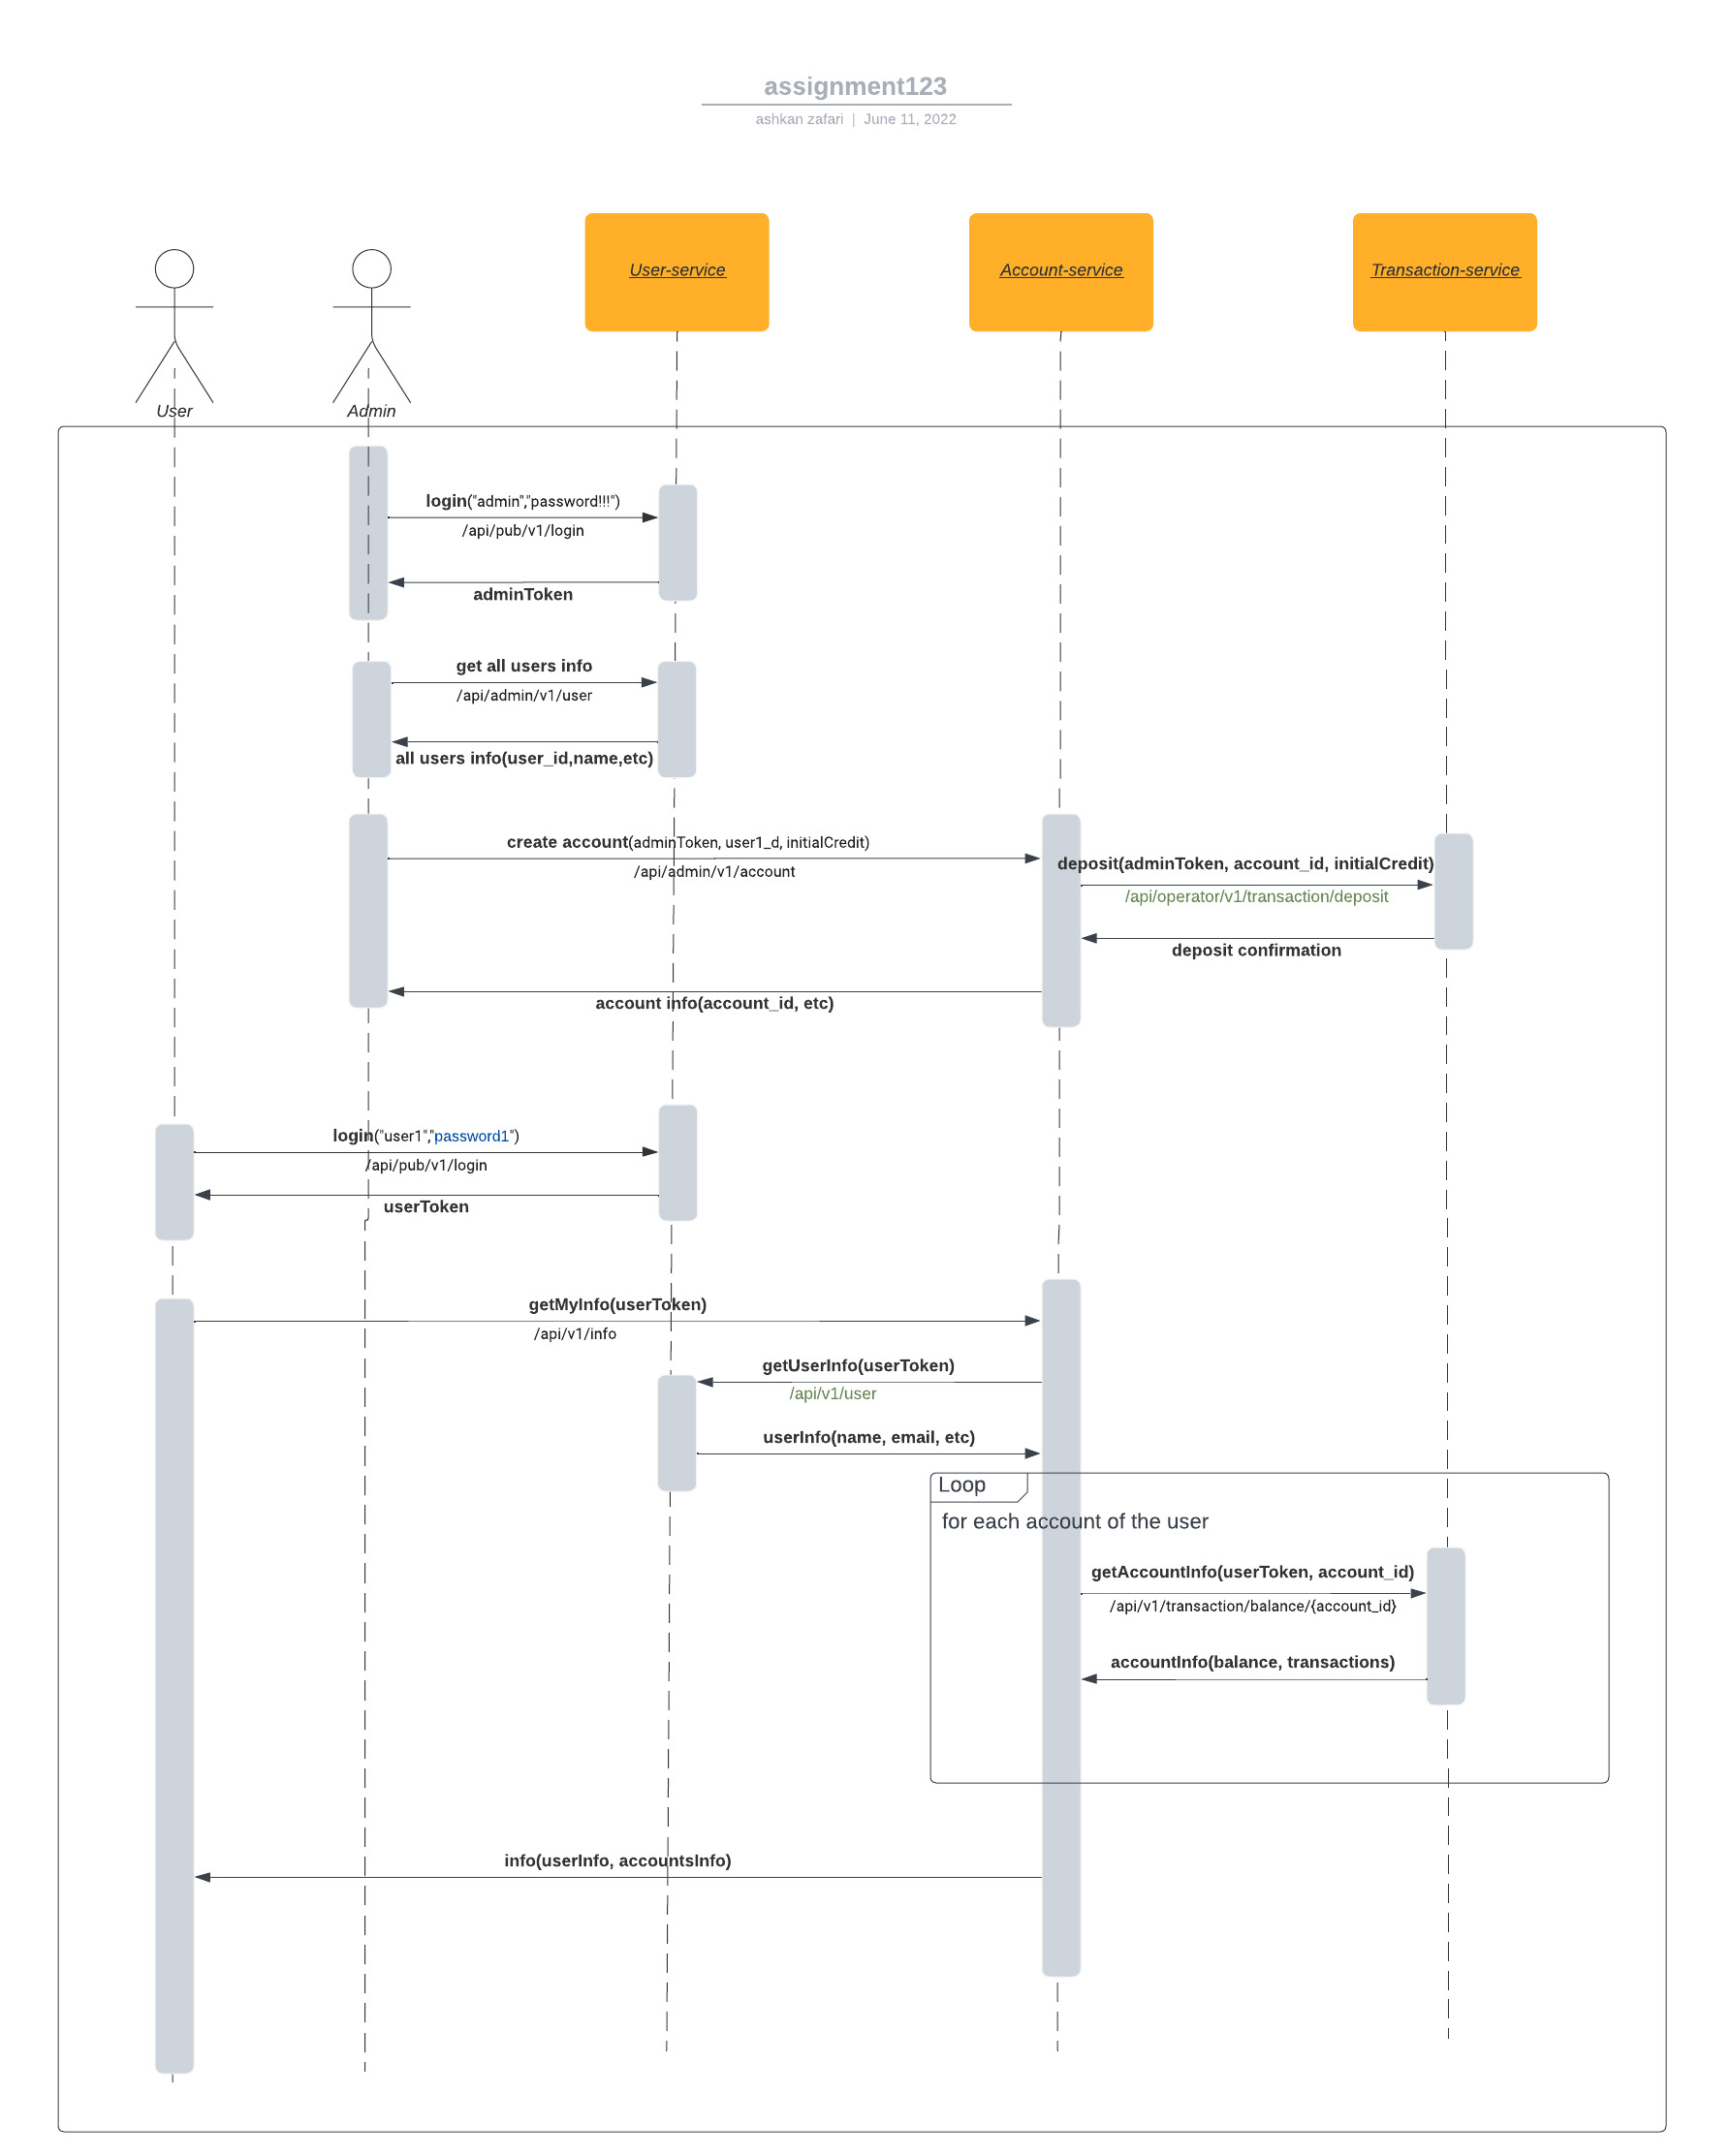 assignment123
ashkan zafari | June 11, 2022
User-service
Account-service
Transaction-service
User
Admin
login("admin","password!!!")
/api/pub/v1/login
adminToken
get all users info
/api/admin/v1/user
all users info(user_id,name,etc)
create account(adminToken, user1_d, initialCredit)
/api/admin/v1/account
deposit(adminToken, account_id, initialCredit)
/api/operator/v1/transaction/deposit
deposit confirmation
account info(account_id, etc)
login("user1","password1")
/api/pub/v1/login
userToken
getMyInfo(userToken)
/api/v1/info
getUserInfo(userToken)
/api/v1/user
userInfo(name, email, etc)
Loop
for each account of the user
getAccountInfo(userToken, account_id)
/api/v1/transaction/balance/{account_id}
accountInfo(balance, transactions)
info(userInfo, accountsInfo)